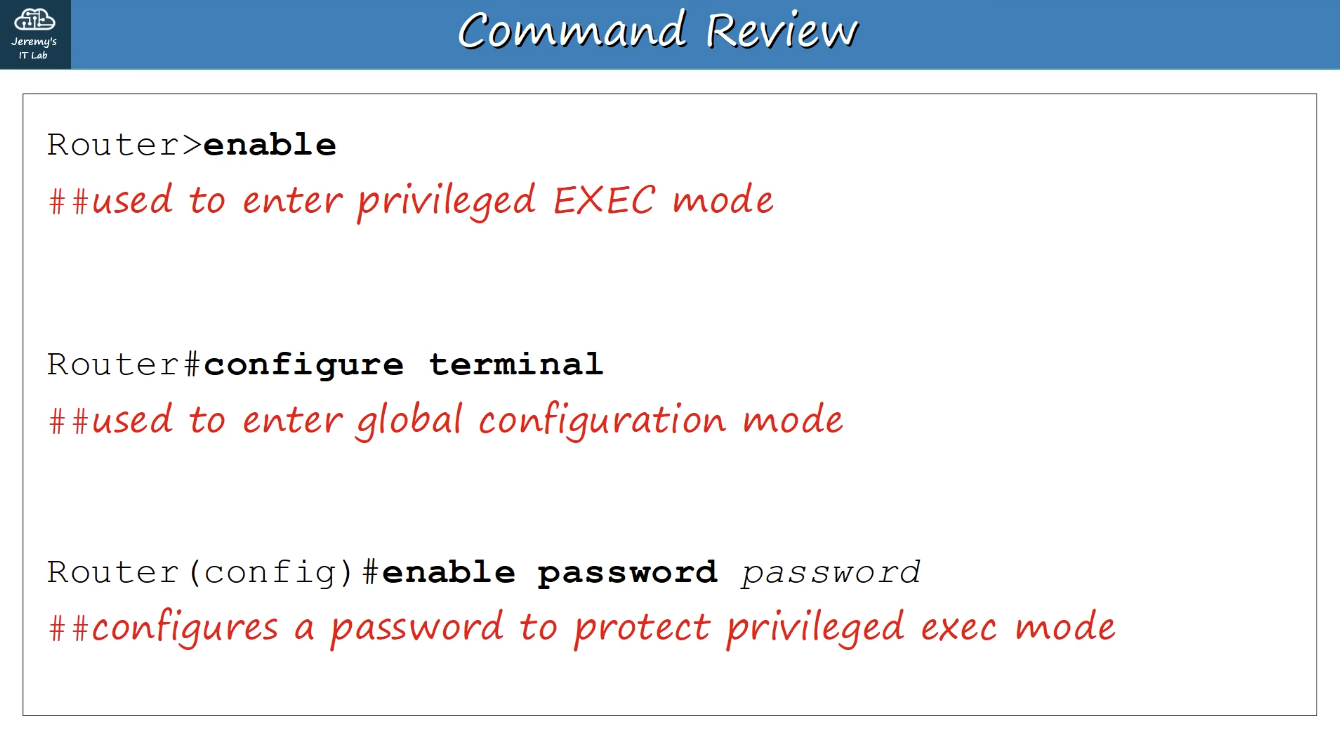 Jeremy's
IT Lab
Command Review
Router>enable
##used to enter privileged EXEC mode
Router#configure terminal
##used to enter global configuration mode
Router(config)#enable password password
##configures a password to protect privileged exec mode